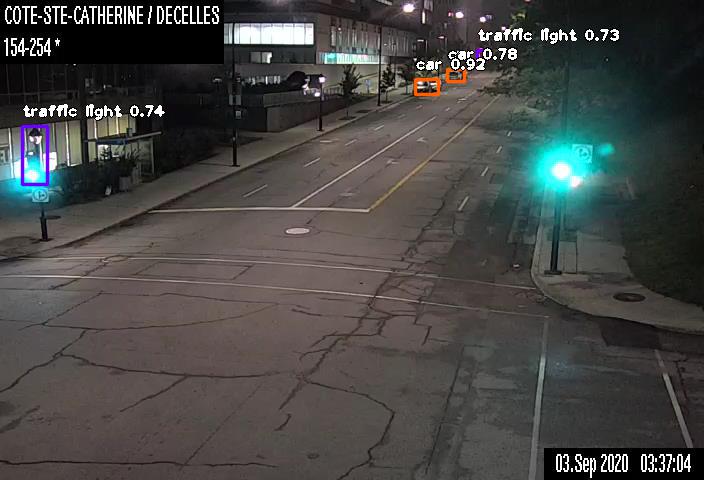 COTE-STE-CATHERINE / DECELLES
154-254 *
traffic light 0.73
car 0.78
car 0.92
traffic light 0.74
03.Sep 2020 03:37:04